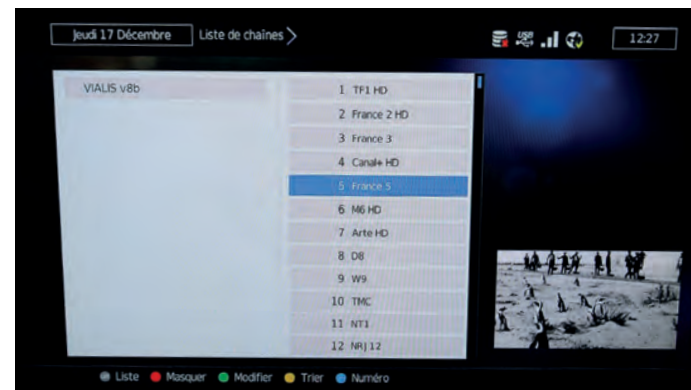 Jeudi 17 Décembre
Liste de chaînes
USB
12:27
VIALIS v8b
1 TF1 HD
2 France 2 HD
3 France 3
4 Canal+ HD
5 France 5
6 M6 HD
7 Arte HD
8 D8
9 W9
10 TMC
11 NT1
12 NRJ 12
Liste Masquer Modifier Trier Numéro